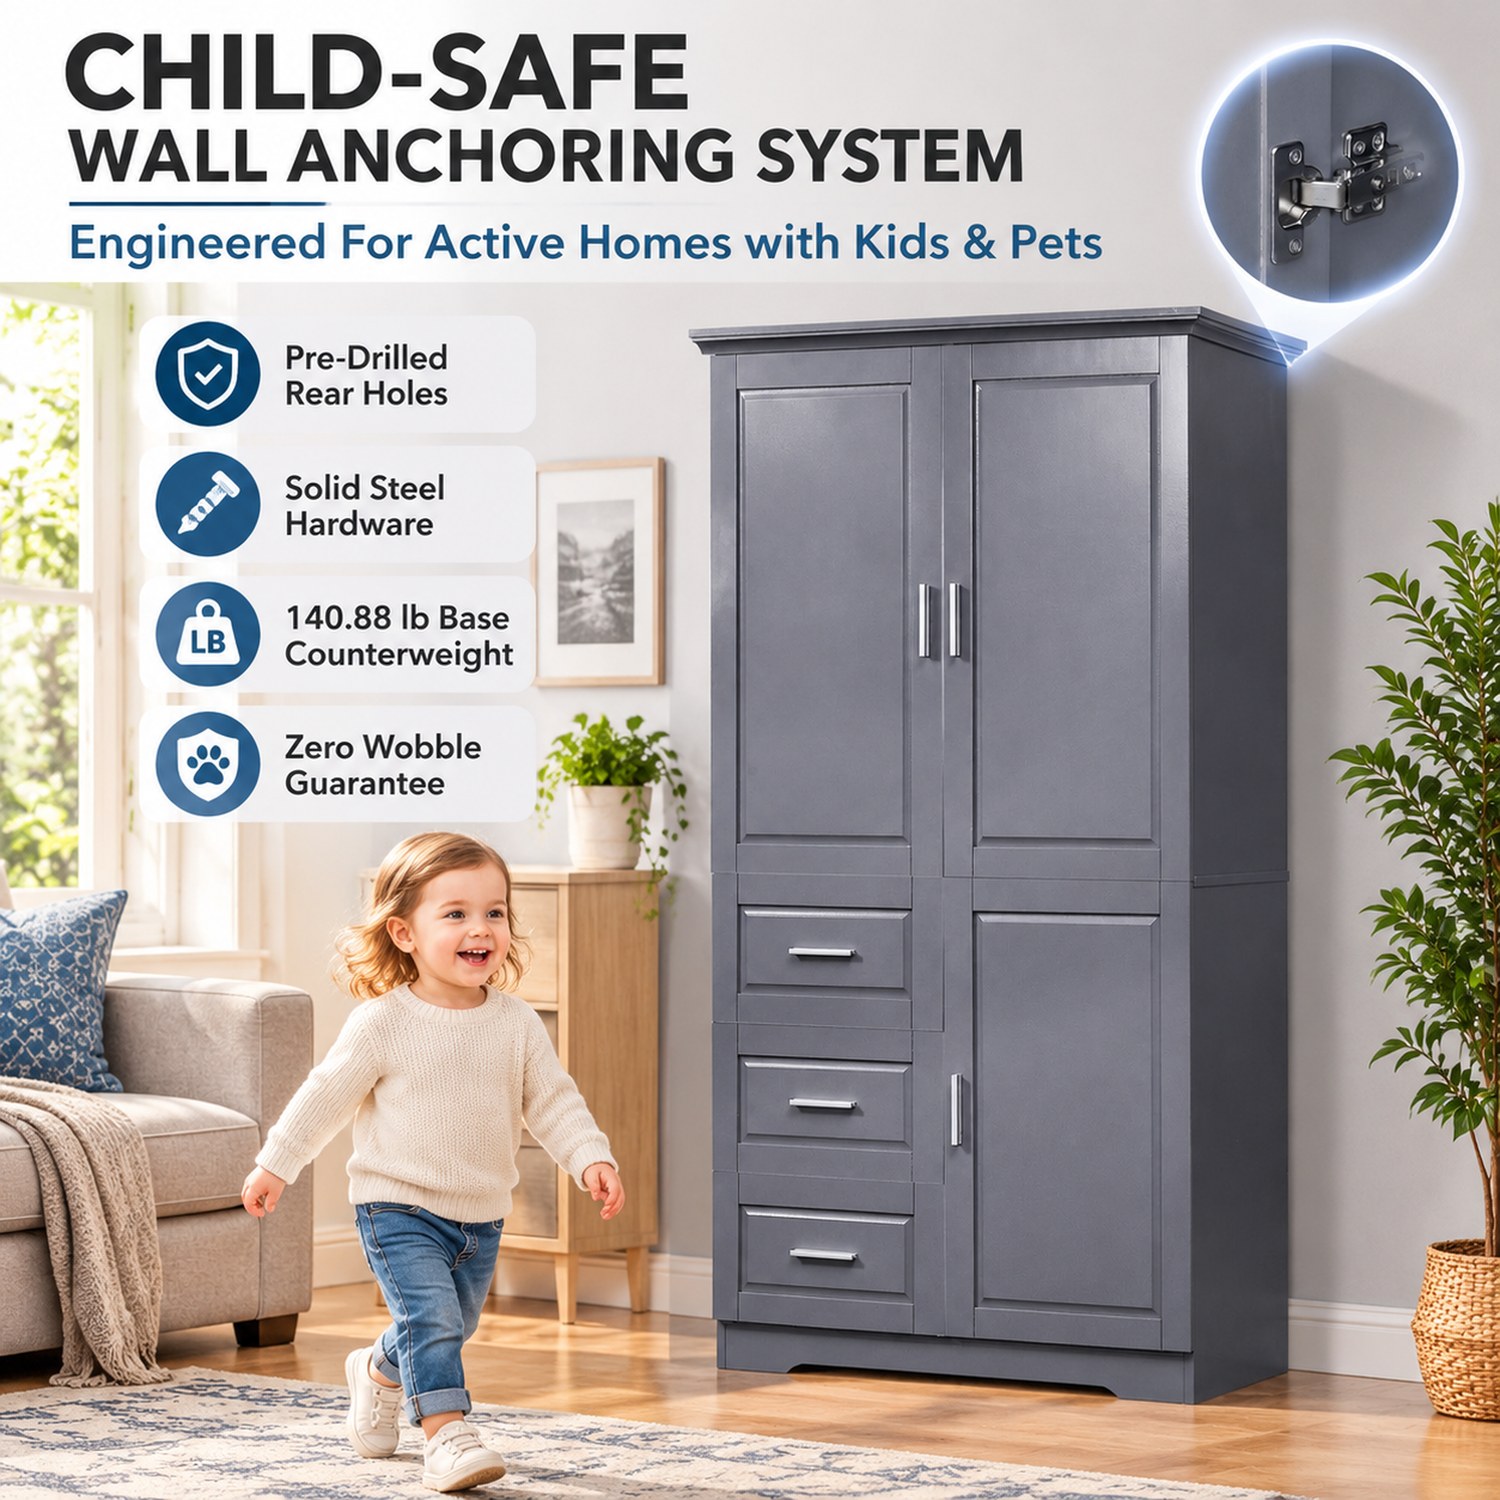 CHILD-SAFE
WALL ANCHORING SYSTEM
Engineered For Active Homes with Kids & Pets
Pre-Drilled
Rear Holes
Solid Steel
Hardware
LB
140.88 lb Base
Counterweight
Zero Wobble
Guarantee